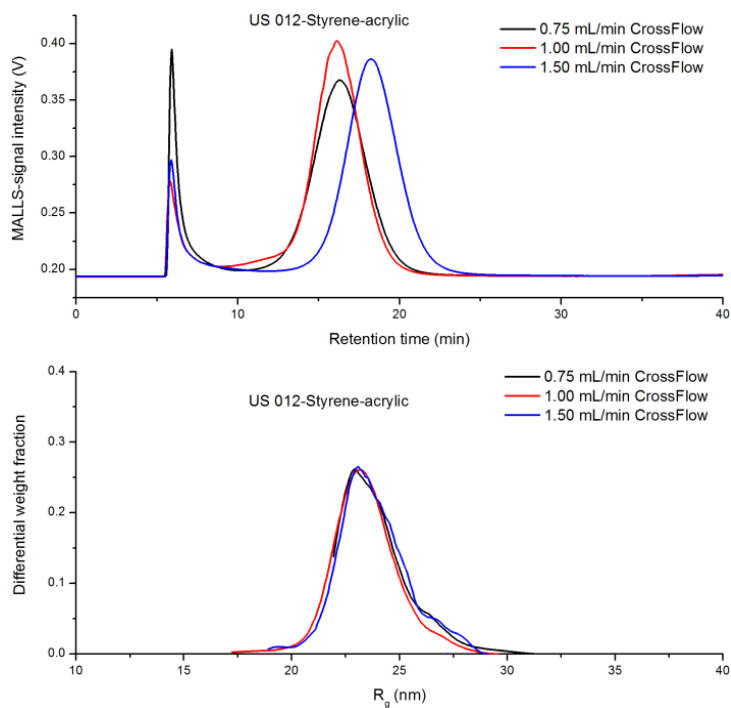 US 012-Styrene-acrylic
0.75 mL/min CrossFlow
1.00 mL/min CrossFlow
1.50 mL/min CrossFlow
MALLS-signal intensity (V)
0.40
0.35
0.30
0.25
0.20
0 10 20 30 40
Retention time (min)
US 012-Styrene-acrylic
0.75 mL/min CrossFlow
1.00 mL/min CrossFlow
1.50 mL/min CrossFlow
Differential weight fraction
0.4
0.3
0.2
0.1
0.0
10 15 20 25 30 35 40
Rg (nm)